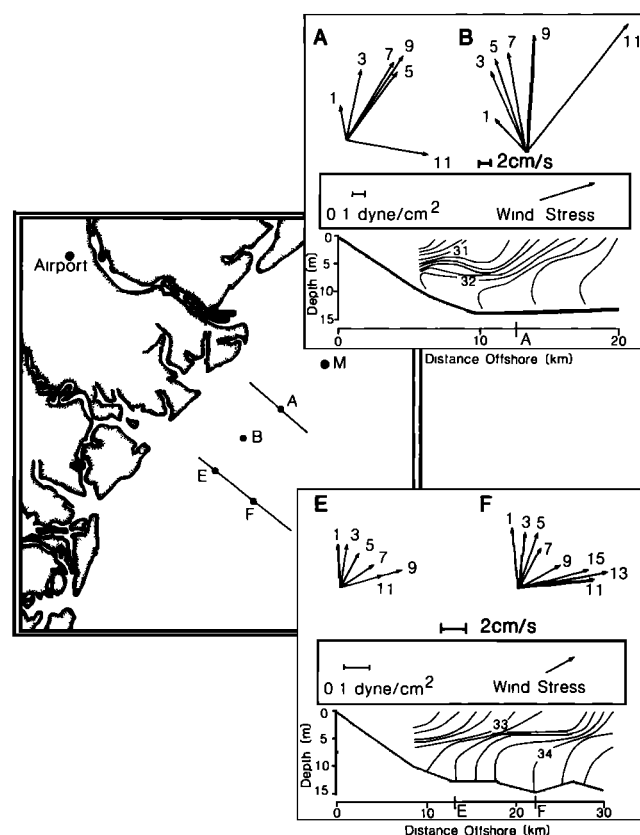 A
B
1
3
7
9
5
11
1
3
5
7
9
11
2cm/s
0 1 dyne/cm²
Wind Stress
31
32
Depth (m)
0
5
10
15
0
10
20
A
Distance Offshore (km)
Airport
M
A
B
E
F
E
F
1
3
5
7
9
11
1
3
5
7
9
15
13
11
2cm/s
0 1 dyne/cm²
Wind Stress
33
34
Depth (m)
0
5
10
15
0
10
20
30
E
F
Distance Offshore (km)